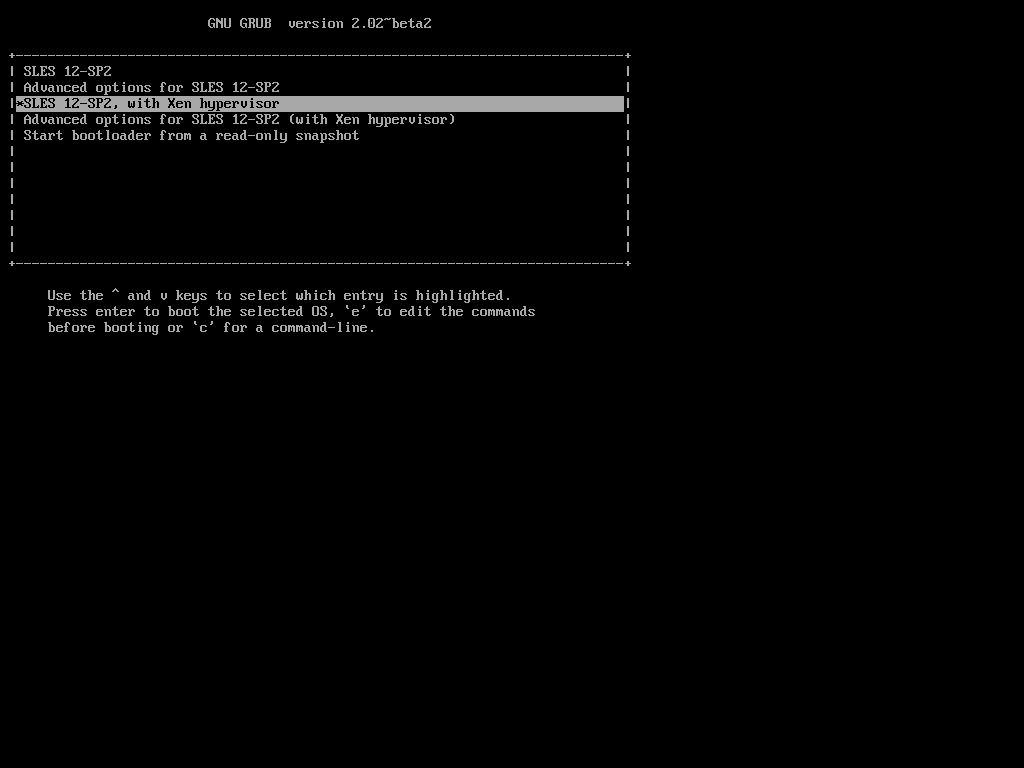 GNU GRUB  version 2.02~beta2
SLES 12-SP2
Advanced options for SLES 12-SP2
*SLES 12-SP2, with Xen hypervisor
Advanced options for SLES 12-SP2 (with Xen hypervisor)
Start bootloader from a read-only snapshot
Use the ^ and v keys to select which entry is highlighted.
Press enter to boot the selected OS, `e' to edit the commands
before booting or `c' for a command-line.